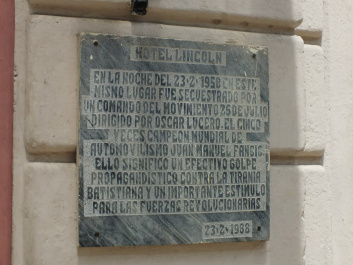 HOTEL LINCOLN
EN LA NOCHE DEL 23-2-1958 EN ESTE
MISMO LUGAR FUE SECUESTRADO POR
UN COMANDO DEL MOVIMIENTO 26 DE JULIO
DIRIGIDO POR OSCAR LUCERO, EL CINCO
VECES CAMPEON MUNDIAL DE
AUTOMOVILISMO JUAN MANUEL FANGIO
ELLO SIGNIFICO UN EFECTIVO GOLPE
PROPAGANDISTICO CONTRA LA TIRANIA
BATISTIANA Y UN IMPORTANTE ESTIMULO
PARA LAS FUERZAS REVOLUCIONARIAS
23-2-1988